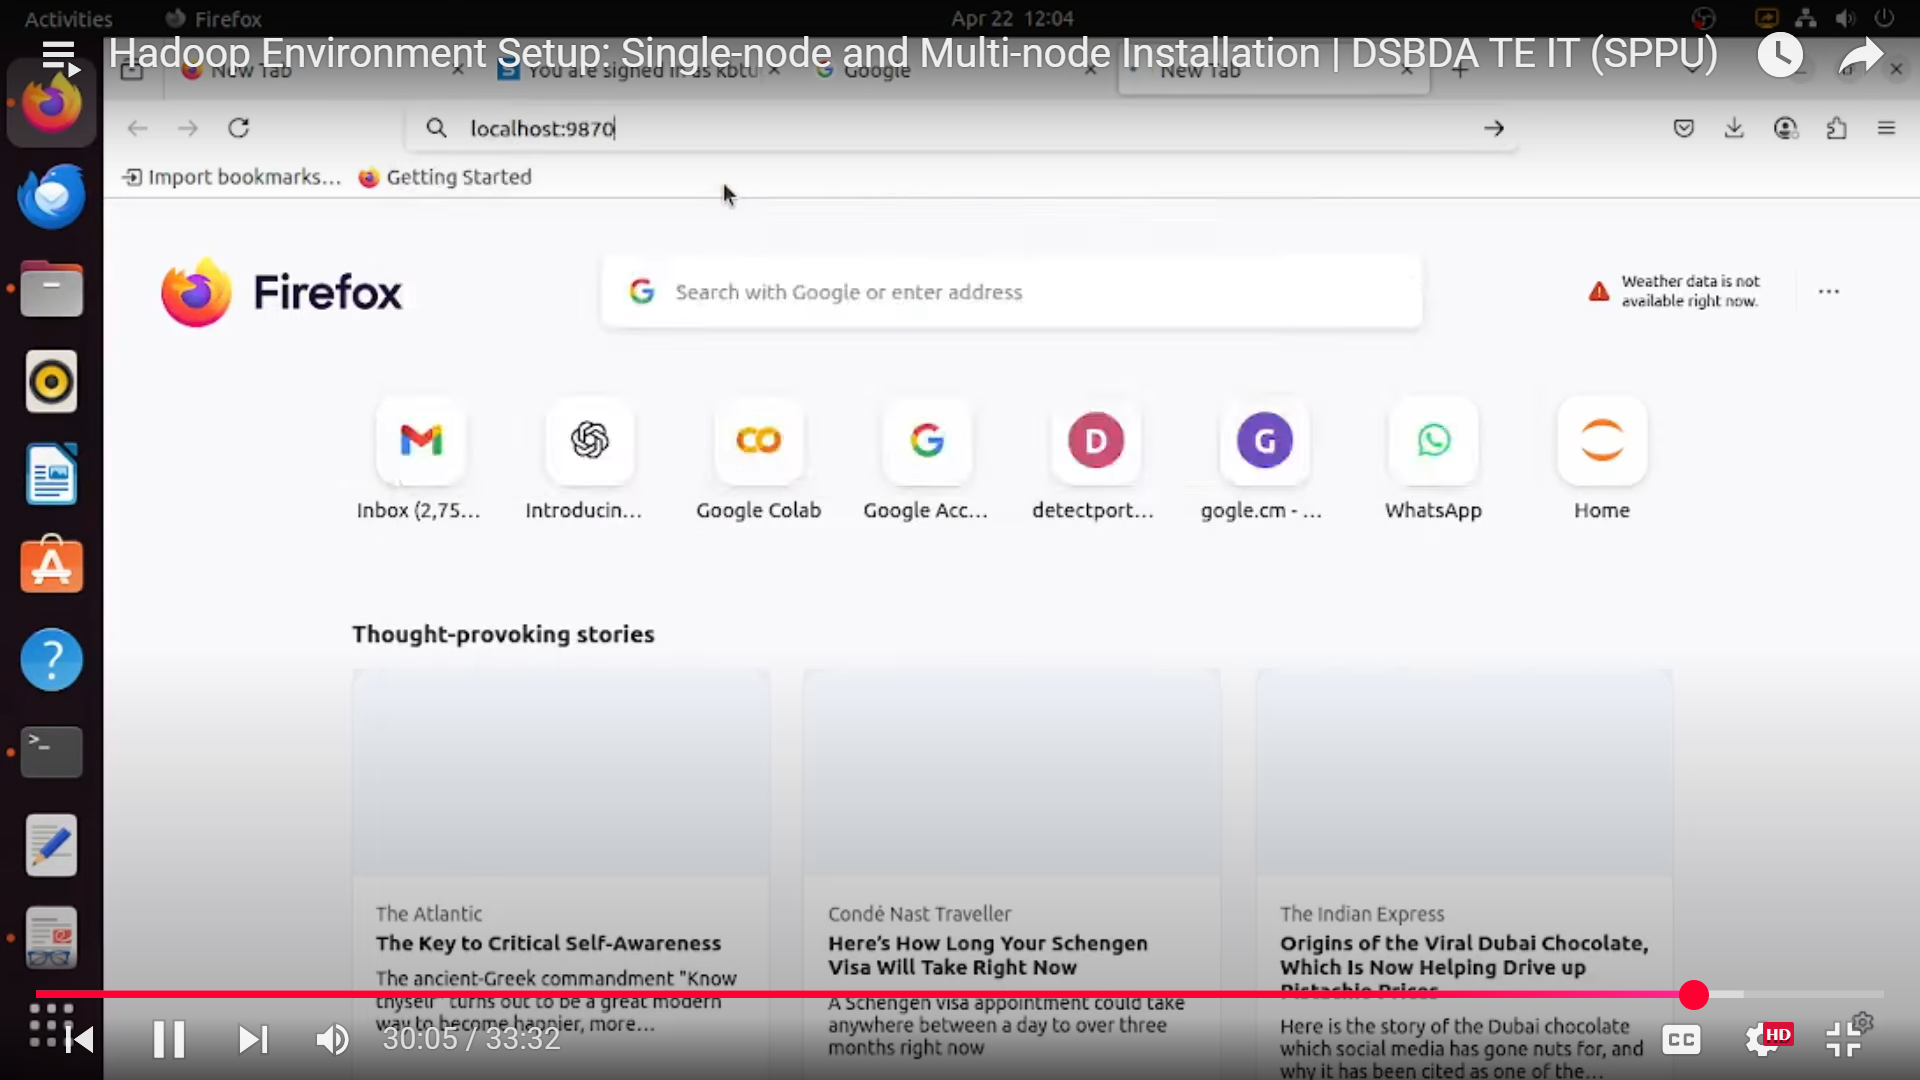 Activities
Firefox
Apr 22 12:04
Hadoop Environment Setup: Single-node and Multi-node Installation | DSBDA TE IT (SPPU)
New Tab
You are signed in as kbtu
Google
New Tab
localhost:9870
Import bookmarks...
Getting Started
Firefox
Search with Google or enter address
Weather data is not
available right now.
Inbox (2,75...
Introducin...
Google Colab
Google Acc...
detectport...
gogle.cm - ...
WhatsApp
Home
Thought-provoking stories
The Atlantic
The Key to Critical Self-Awareness
The ancient-Greek commandment "Know
thyself" turns out to be a great modern
way to become happier, more...
Condé Nast Traveller
Here's How Long Your Schengen
Visa Will Take Right Now
A Schengen visa appointment could take
anywhere between a day to over three
months right now
The Indian Express
Origins of the Viral Dubai Chocolate,
Which Is Now Helping Drive up
Pistachio Prices
Here is the story of the Dubai chocolate
which social media has gone nuts for, and
why it has been cited as one of the...
30:05 / 33:32
CC
HD